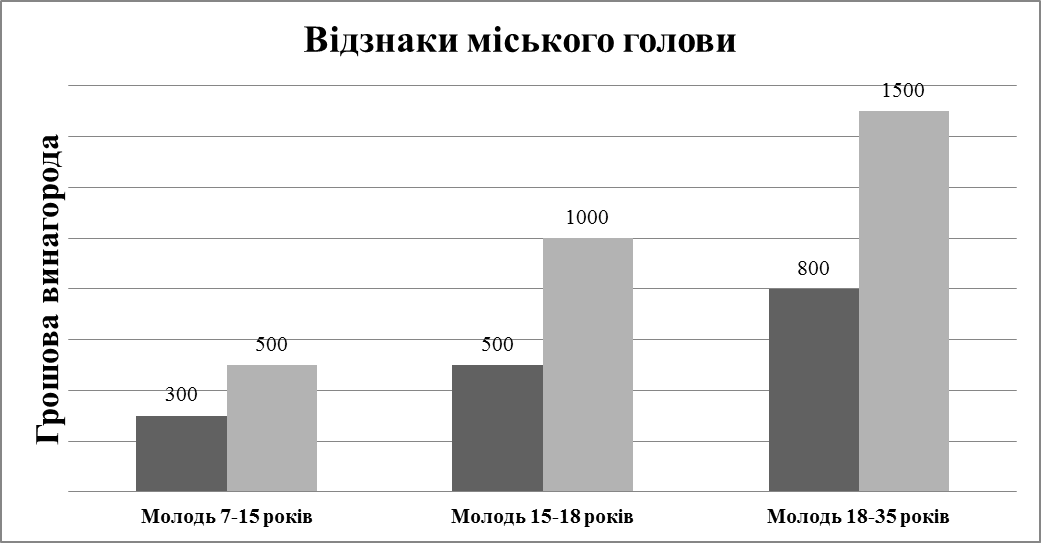 Відзнаки міського голови
Грошова винагорода
300
500
500
1000
800
1500
Молодь 7-15 років
Молодь 15-18 років
Молодь 18-35 років